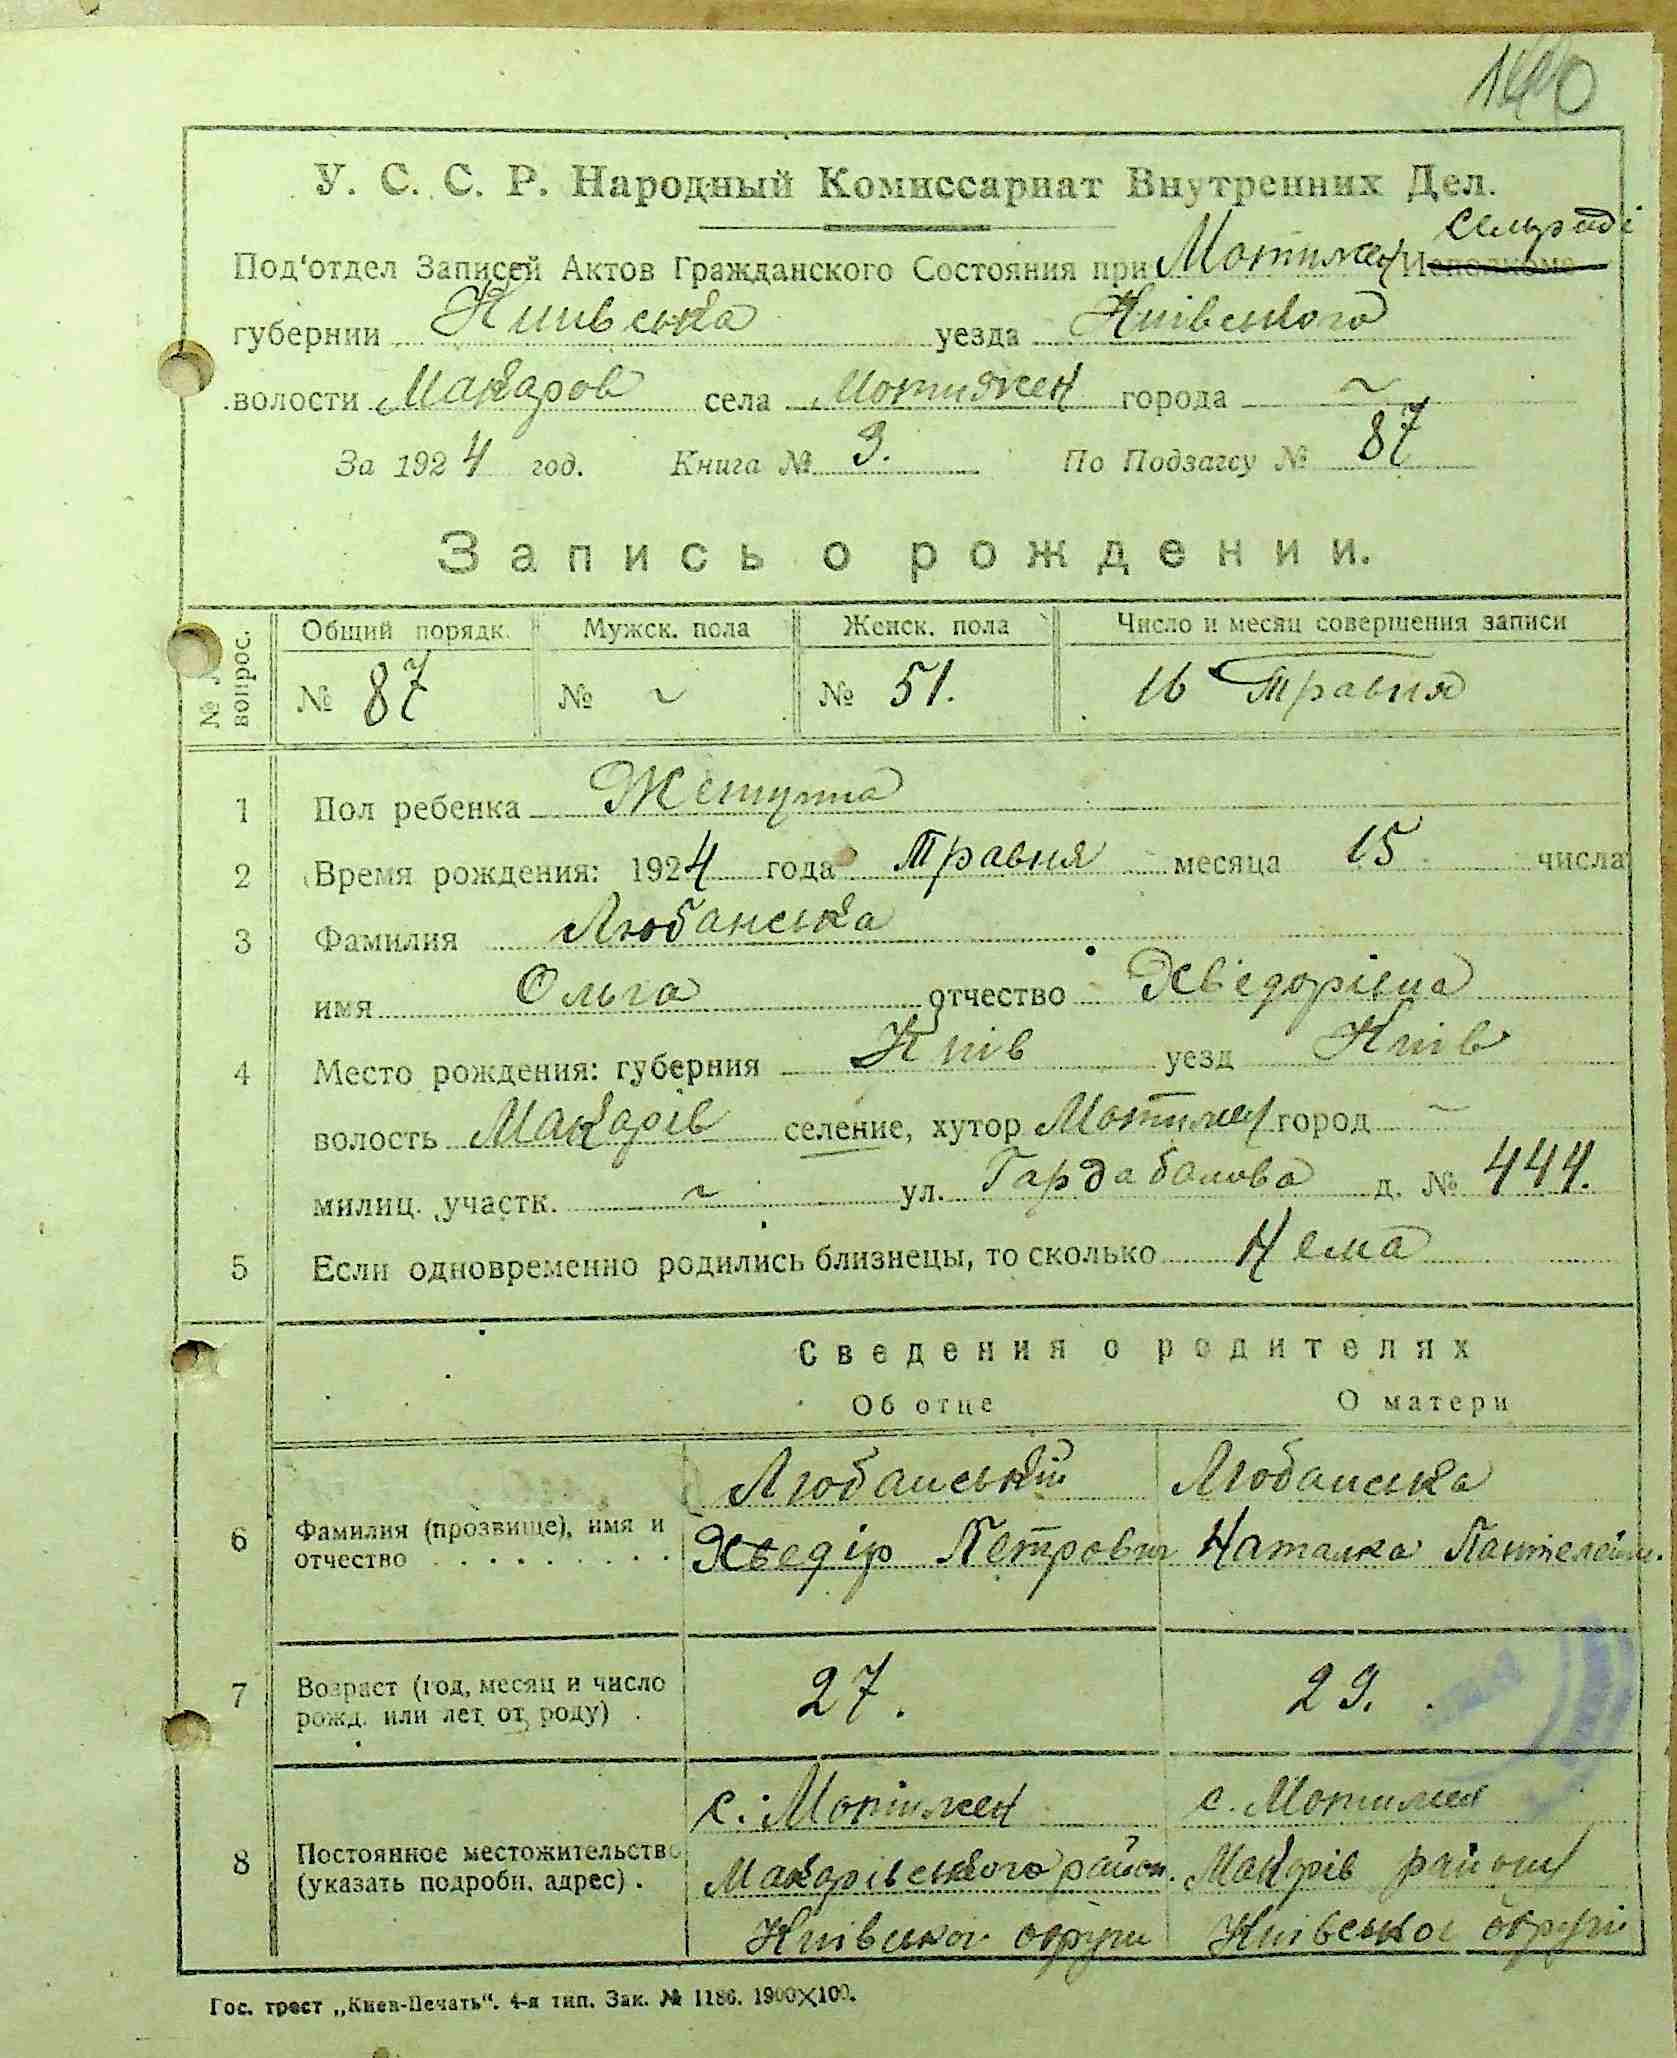 140
У. С. С. Р. Народный Комиссариат Внутренних Дел.
сельраді
Под'отдел Записей Актов Гражданского Состояния при Мотижен Исполкоме
губернии Київська уезда Київського
волости Макаров села Мотижен города ~
За 1924 год. Книга № 3. По Подзагсу № 87
Запись о рождении.
№№ вопрос. Общий порядк. Мужск. пола Женск. пола Число и месяц совершения записи
№ 87 № ~ № 51. 16 Травня
1 Пол ребенка
2 Время рождения: 1924 года Травня месяца 15 числа
3 Фамилия Любанська
имя Ольга отчество Хведорівна
4 Место рождения: губерния Київ уезд Київ
волость Макарів селение, хутор Мотижен город ~
милиц. участк. ~ ул. д. № 444.
5 Если одновременно родились близнецы, то сколько Нема
Сведения о родителях
Об отце О матери
Любанський Любанська
6 Фамилия (прозвище), имя и
отчество . . . . . . . . . Хведір Петрович Наталка Пантелейм.
7 Возраст (год, месяц и число
рожд. или лет от роду) . 27. 29.
с. Мотижен с. Мотижен
8 Постоянное местожительство
(указать подробн. адрес) . Макарівського район. Макарів район
Київської округи Київської округи
Гос. трест „Киев-Печать“. 4-я тип. Зак. № 1186. 1900×100.